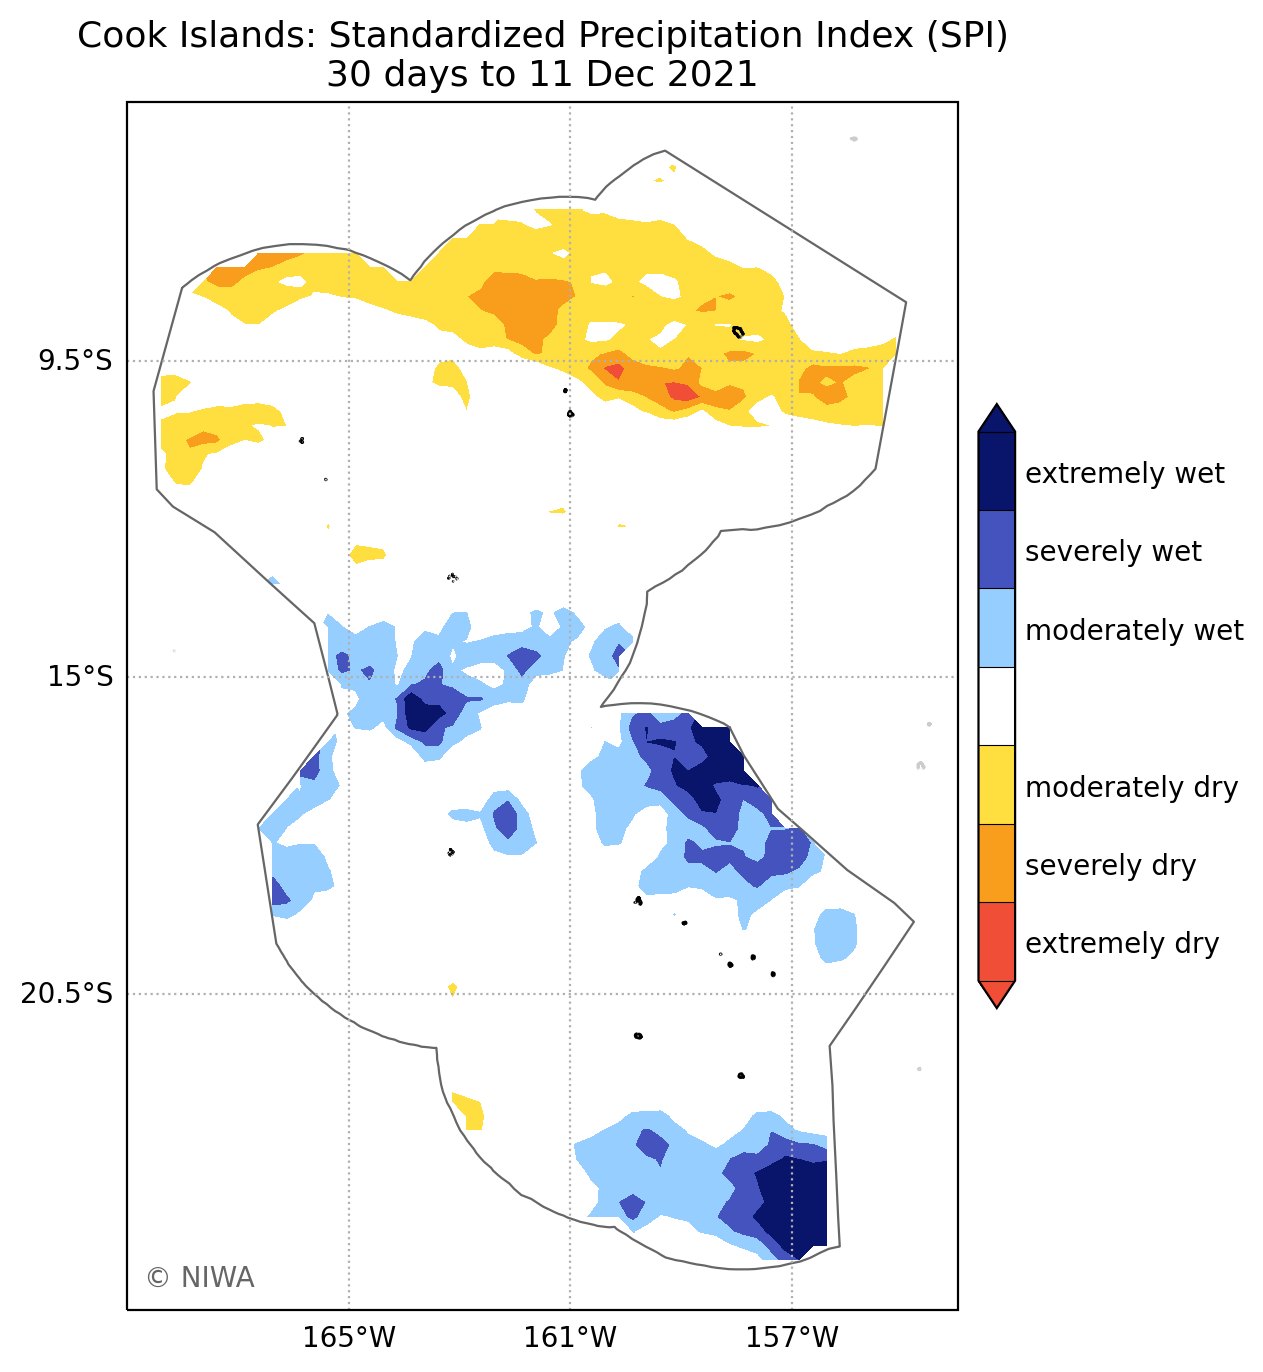 Cook Islands: Standardized Precipitation Index (SPI)
30 days to 11 Dec 2021
9.5°S
15°S
20.5°S
165°W
161°W
157°W
extremely wet
severely wet
moderately wet
moderately dry
severely dry
extremely dry
© NIWA